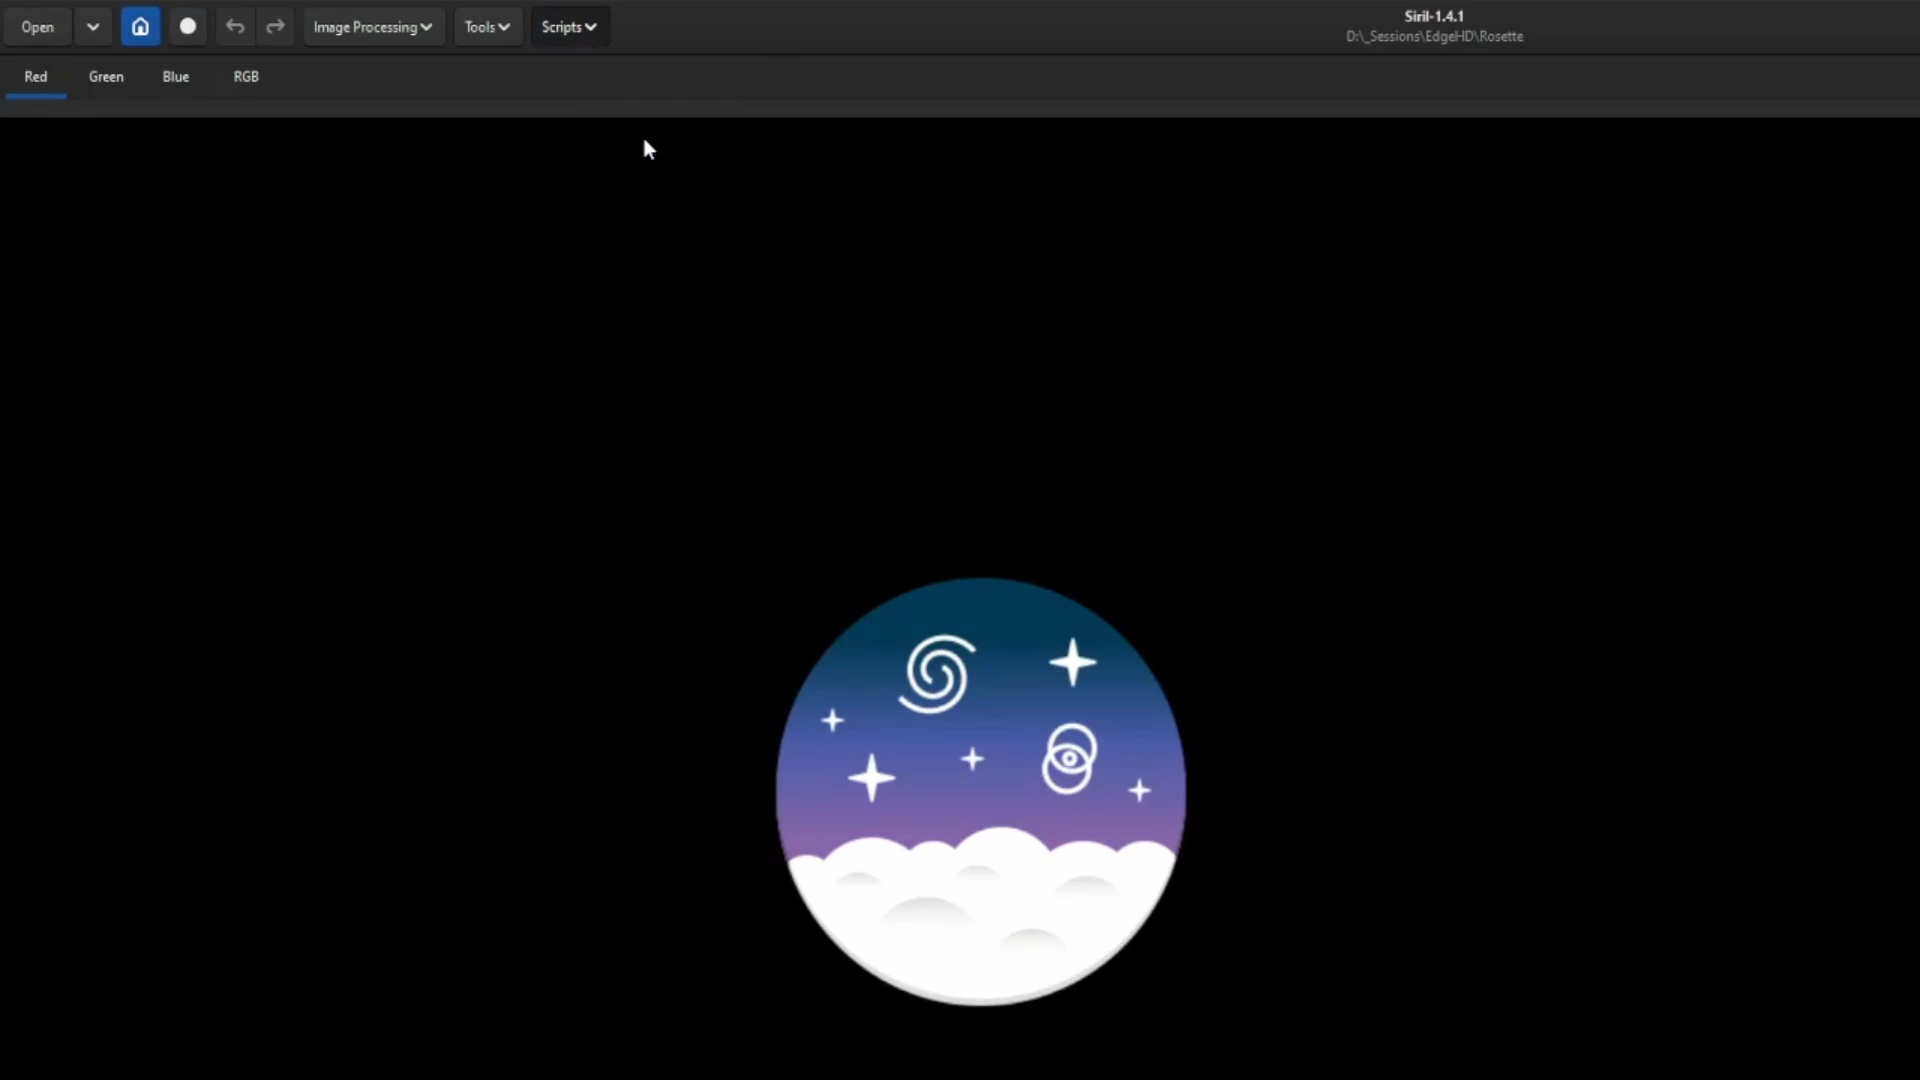 Open
Image Processing
Tools
Scripts
Siril-1.4.1
D:\_Sessions\EdgeHD\Rosette
Red
Green
Blue
RGB